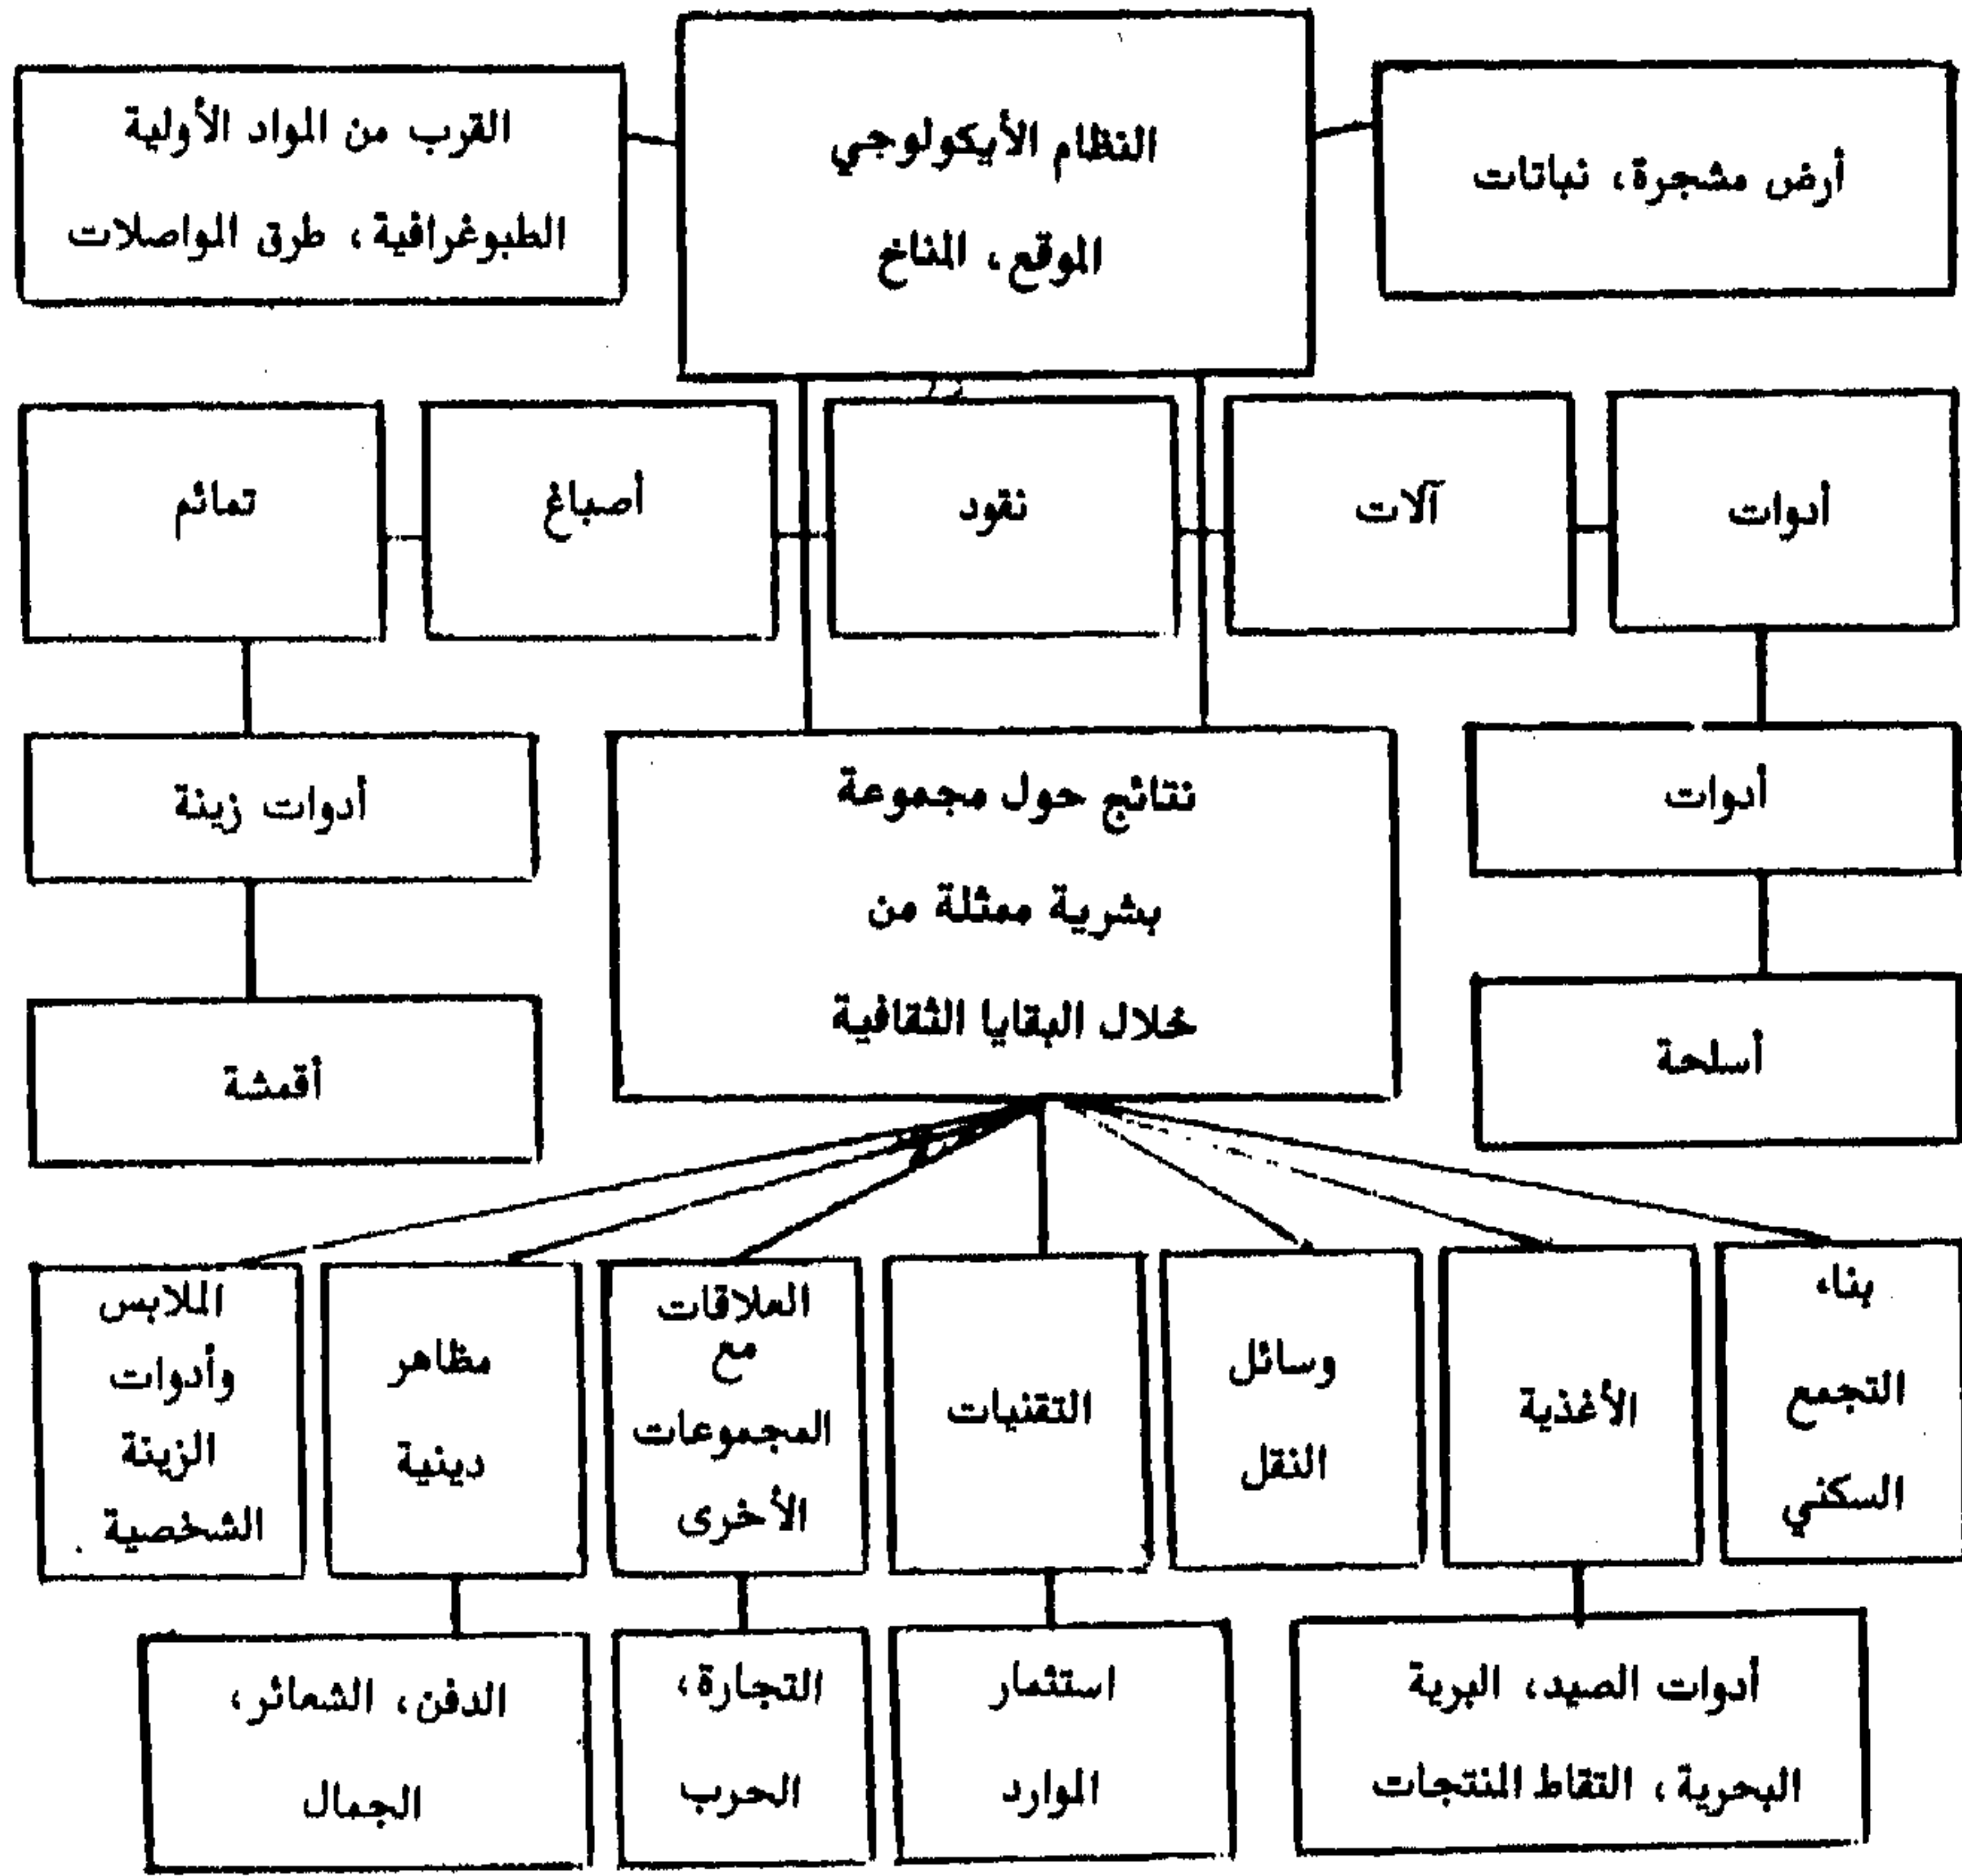 أرض مشجرة، نباتات
النظام الأيكولوجي
الموقع، المناخ
القرب من المواد الأولية
الطبوغرافية، طرق المواصلات
أدوات
آلات
نقود
أصباغ
تمائم
أدوات
نتائج حول مجموعة
بشرية ممثلة من
خلال البقايا الثقافية
أدوات زينة
أسلحة
أقمشة
بناء
التجمع
السكني
الأغذية
وسائل
النقل
التقنيات
العلاقات
مع
المجموعات
الأخرى
مظاهر
دينية
الملابس
وأدوات
الزينة
الشخصية
أدوات الصيد، البرية
البحرية، التقاط المنتجات
استثمار
الموارد
التجارة،
الحرب
الدفن، الشعائر،
الجمال